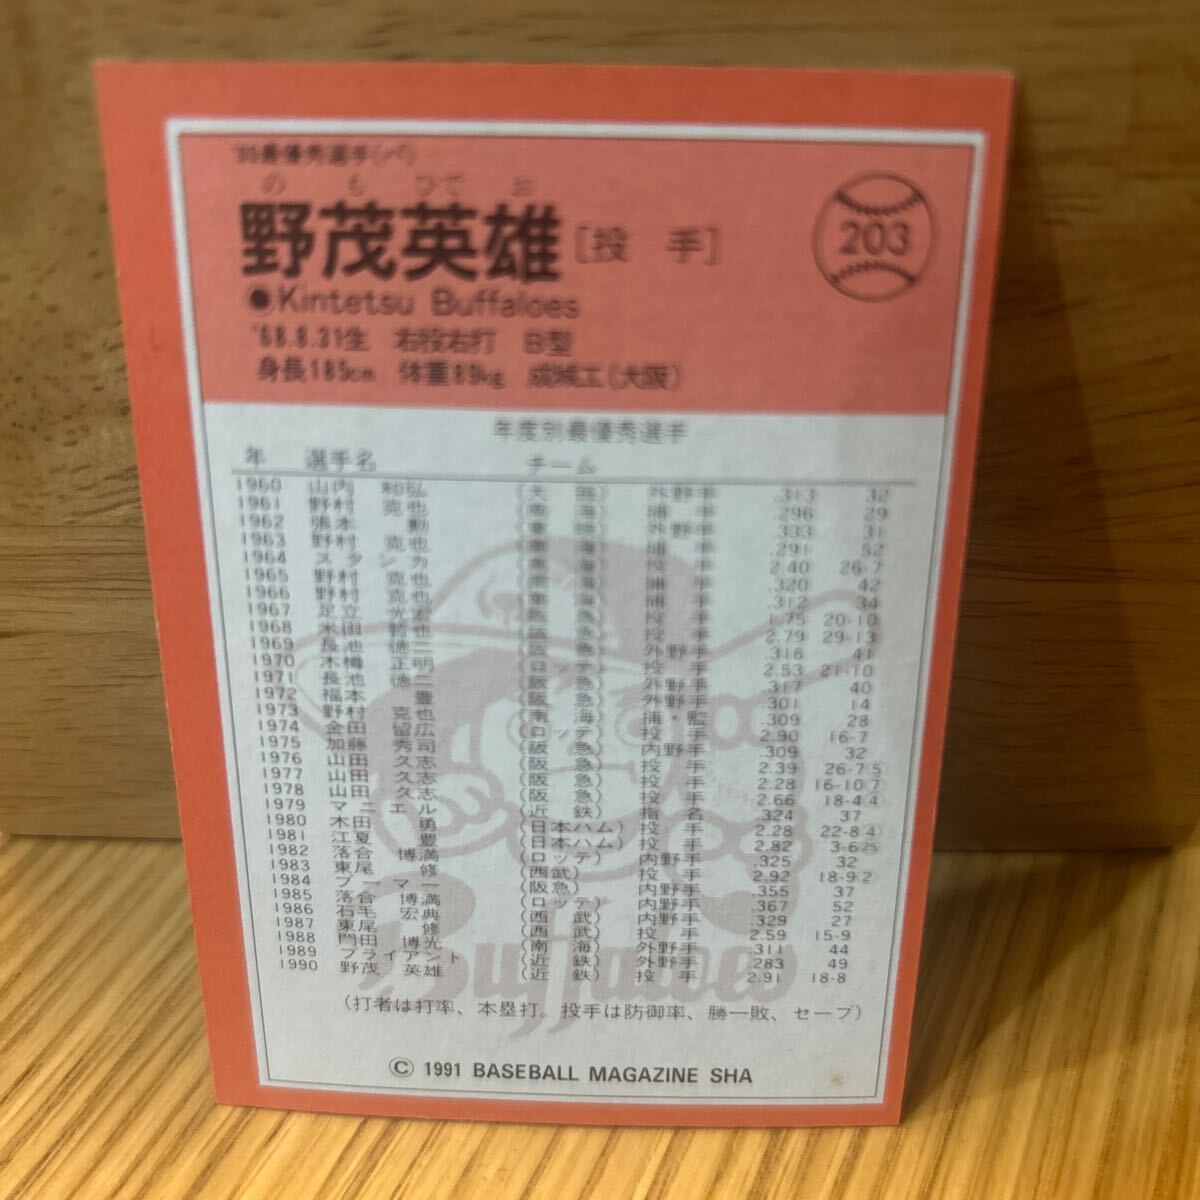 '90最優秀選手(パ)
の も ひで お
野茂英雄 [投 手]
203
●Kintetsu Buffaloes
'68.8.31生 右投右打 B型
身長185cm 体重89kg 成城工(大阪)
年度別最優秀選手
年 選手名 チーム
1960 山内 和弘 (大 毎) 外野手 .313 32
1961 野村 克也 (南 海) 捕 手 .296 29
1962 張本 勲 (東 映) 外野手 .333 31
1963 野村 克也 (南 海) 捕 手 .291 52
1964 スタンカ (南 海) 投 手 2.40 26-7
1965 野村 克也 (南 海) 捕 手 .320 42
1966 野村 克也 (南 海) 捕 手 .312 34
1967 足立 光宏 (阪 急) 投 手 1.75 20-10
1968 米田 哲也 (阪 急) 投 手 2.79 29-13
1969 長池 徳二 (阪 急) 外野手 .316 41
1970 木樽 正明 (ロッテ) 投 手 2.53 21-10
1971 長池 徳二 (阪 急) 外野手 .317 40
1972 福本 豊 (阪 急) 外野手 .301 14
1973 野村 克也 (南 海) 捕・監 .309 28
1974 金田 留広 (ロッテ) 投 手 2.90 16-7
1975 加藤 秀司 (阪 急) 内野手 .309 32
1976 山田 久志 (阪 急) 投 手 2.39 26-7⑤
1977 山田 久志 (阪 急) 投 手 2.28 16-10⑦
1978 山田 久志 (阪 急) 投 手 2.66 18-4④
1979 マニエル (近 鉄) 指 名 .324 37
1980 木田 勇 (日本ハム) 投 手 2.28 22-8④
1981 江夏 豊 (日本ハム) 投 手 2.82 3-6㉕
1982 落合 博満 (ロッテ) 内野手 .325 32
1983 東尾 修 (西 武) 投 手 2.92 18-9②
1984 ブーマー (阪 急) 内野手 .355 37
1985 落合 博満 (ロッテ) 内野手 .367 52
1986 石毛 宏典 (西 武) 内野手 .329 27
1987 東尾 修 (西 武) 投 手 2.59 15-9
1988 門田 博光 (南 海) 外野手 .311 44
1989 ブライアント (近 鉄) 外野手 .283 49
1990 野茂 英雄 (近 鉄) 投 手 2.91 18-8
Buffaloes
(打者は打率、本塁打。投手は防御率、勝―敗、セーブ)
© 1991 BASEBALL MAGAZINE SHA